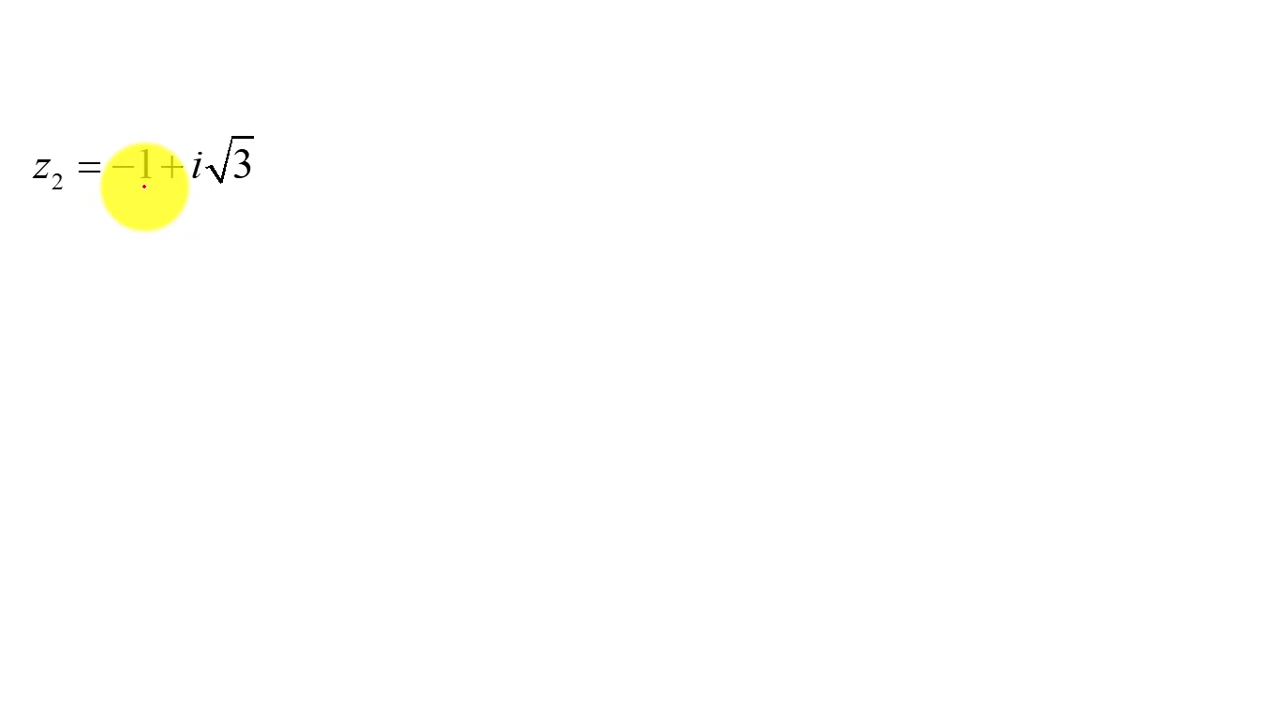 z₂ = −1 + i√3